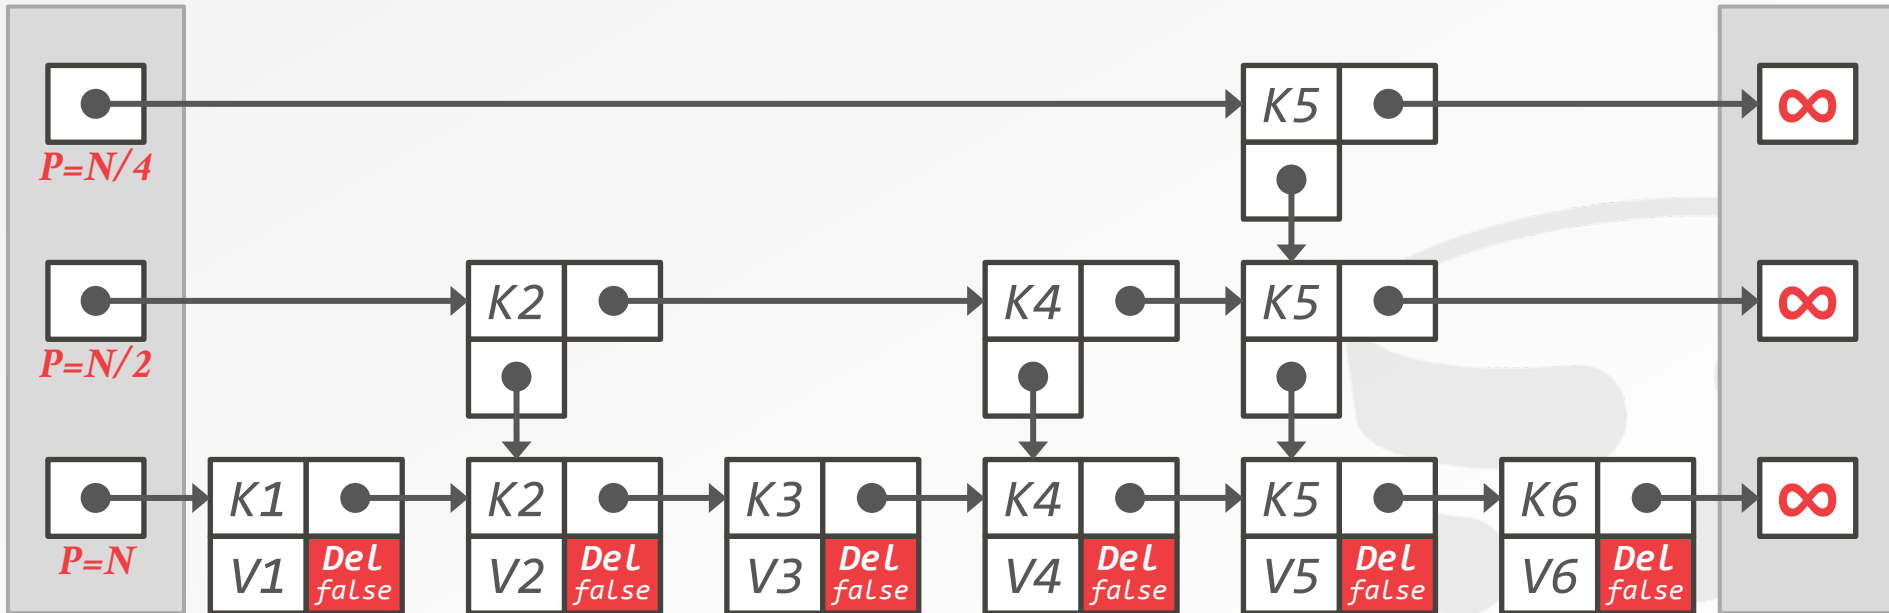 K5 ∞
P=N/4
K2 K4 K5 ∞
P=N/2
K1 K2 K3 K4 K5 K6 ∞
P=N
V1 Del false V2 Del false V3 Del false V4 Del false V5 Del false V6 Del false